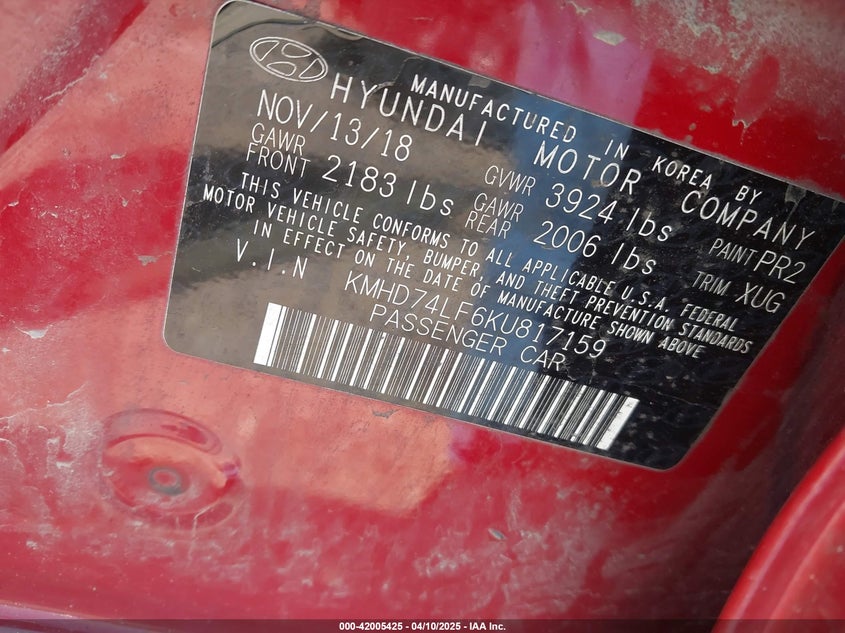 MANUFACTURED IN KOREA BY
HYUNDAI MOTOR COMPANY
NOV/13/18 GVWR 3924 lbs PAINT PR2
GAWR FRONT 2183 lbs GAWR REAR 2006 lbs TRIM XUG
THIS VEHICLE CONFORMS TO ALL APPLICABLE U.S.A. FEDERAL
MOTOR VEHICLE SAFETY, BUMPER, AND THEFT PREVENTION STANDARDS
IN EFFECT ON THE DATE OF MANUFACTURE SHOWN ABOVE
V.I.N KMHD74LF6KU817159
PASSENGER CAR
000-42005425 - 04/10/2025 - IAA Inc.